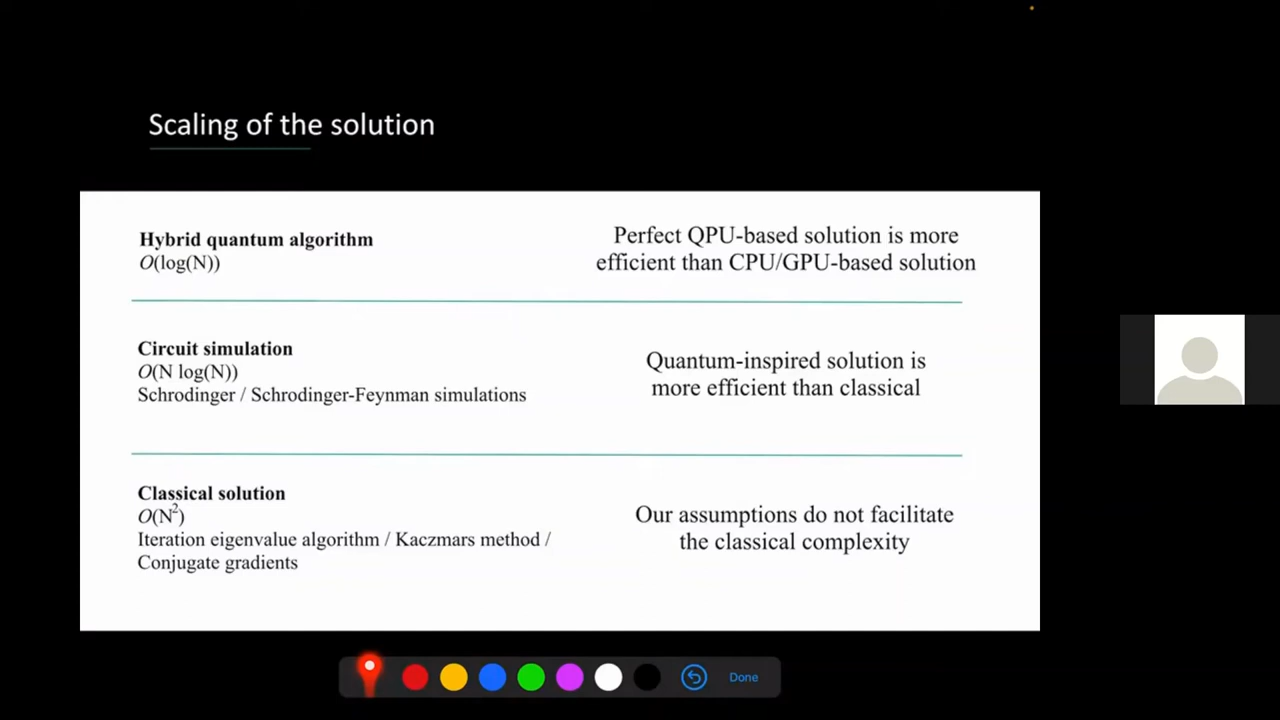 Scaling of the solution
Hybrid quantum algorithm
O(log(N))
Perfect QPU-based solution is more
efficient than CPU/GPU-based solution
Circuit simulation
O(N log(N))
Schrodinger / Schrodinger-Feynman simulations
Quantum-inspired solution is
more efficient than classical
Classical solution
O(N²)
Iteration eigenvalue algorithm / Kaczmars method /
Conjugate gradients
Our assumptions do not facilitate
the classical complexity
Done